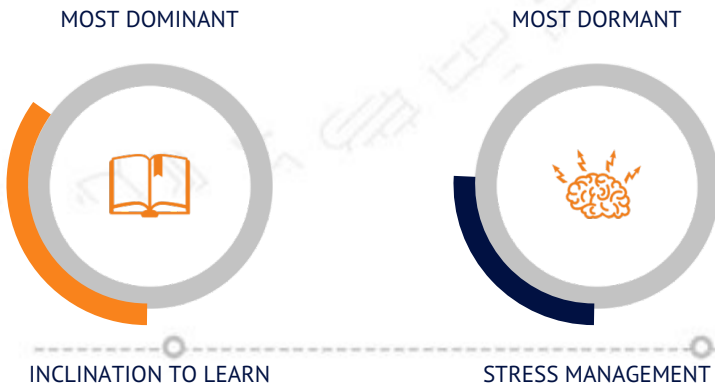 MOST DOMINANT
MOST DORMANT
INCLINATION TO LEARN
STRESS MANAGEMENT